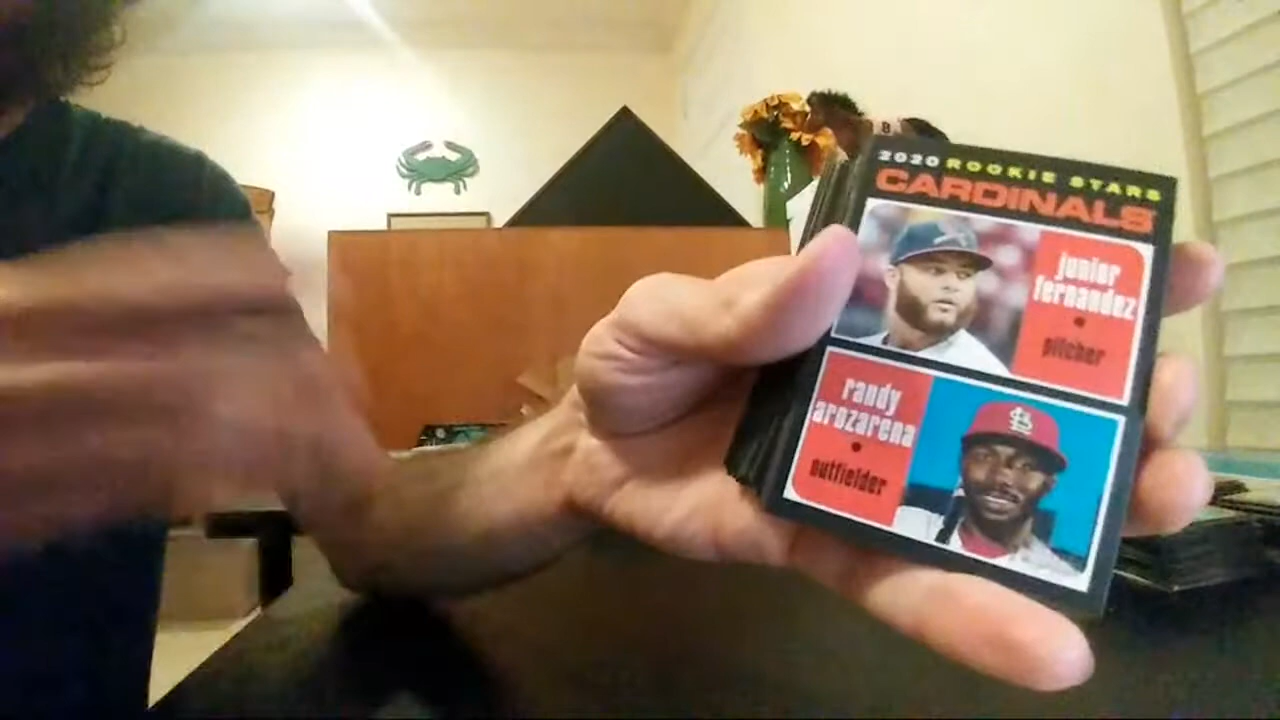 2020 ROOKIE STARS
CARDINALS
junior
fernandez
pitcher
randy
arozarena
outfielder
B